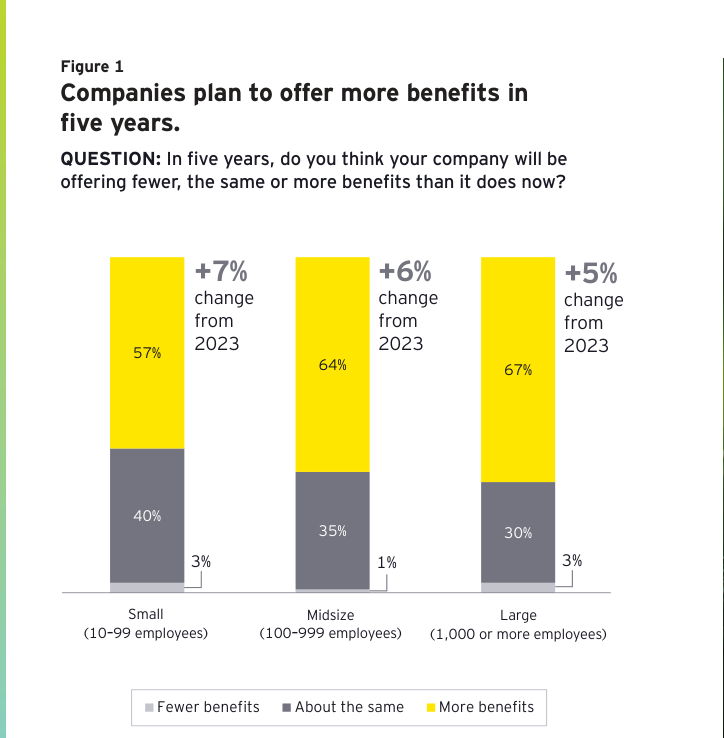 Figure 1
Companies plan to offer more benefits in
five years.
QUESTION: In five years, do you think your company will be
offering fewer, the same or more benefits than it does now?
+7%
change
from
2023
57%
40%
3%
+6%
change
from
2023
64%
35%
1%
+5%
change
from
2023
67%
30%
3%
Small
(10–99 employees)
Midsize
(100–999 employees)
Large
(1,000 or more employees)
Fewer benefits About the same More benefits